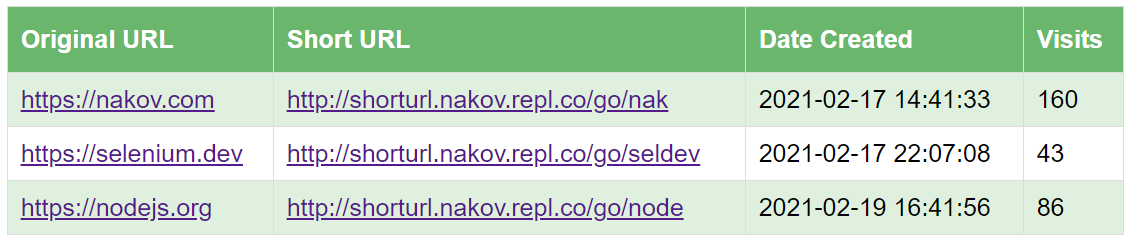 Original URL Short URL Date Created Visits
https://nakov.com http://shorturl.nakov.repl.co/go/nak 2021-02-17 14:41:33 160
https://selenium.dev http://shorturl.nakov.repl.co/go/seldev 2021-02-17 22:07:08 43
https://nodejs.org http://shorturl.nakov.repl.co/go/node 2021-02-19 16:41:56 86